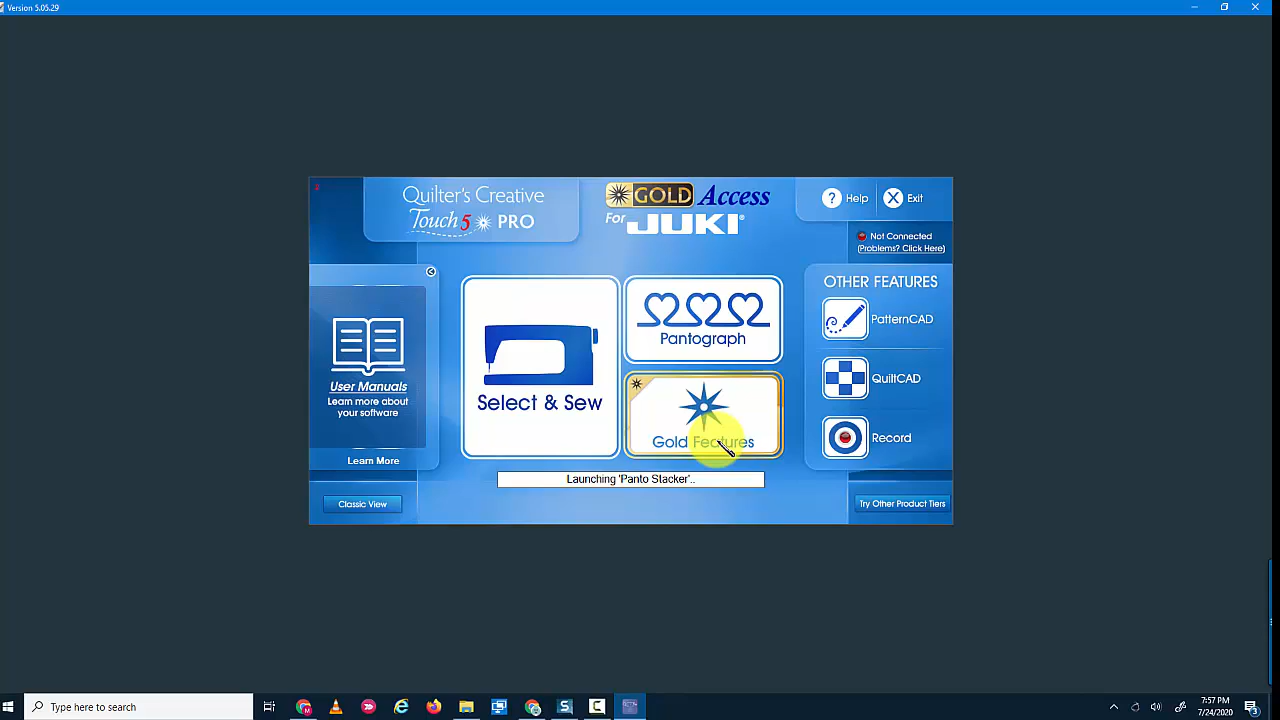 Version 5.05.29
Quilter's Creative
Touch 5 PRO
GOLD Access
For JUKI®
? Help
X Exit
Not Connected
(Problems? Click Here)
User Manuals
Learn more about
your software
Learn More
Classic View
Select & Sew
Pantograph
Gold Features
Launching 'Panto Stacker'..
OTHER FEATURES
PatternCAD
QuiltCAD
Record
Try Other Product Tiers
Type here to search
7:57 PM
7/24/2020
3